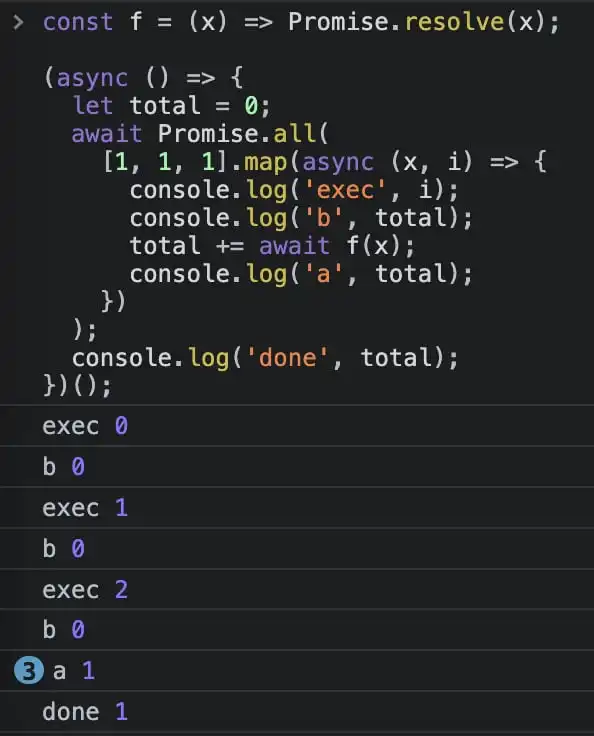 > const f = (x) => Promise.resolve(x);
(async () => {
let total = 0;
await Promise.all(
[1, 1, 1].map(async (x, i) => {
console.log('exec', i);
console.log('b', total);
total += await f(x);
console.log('a', total);
})
);
console.log('done', total);
})();
exec 0
b 0
exec 1
b 0
exec 2
b 0
3 a 1
done 1